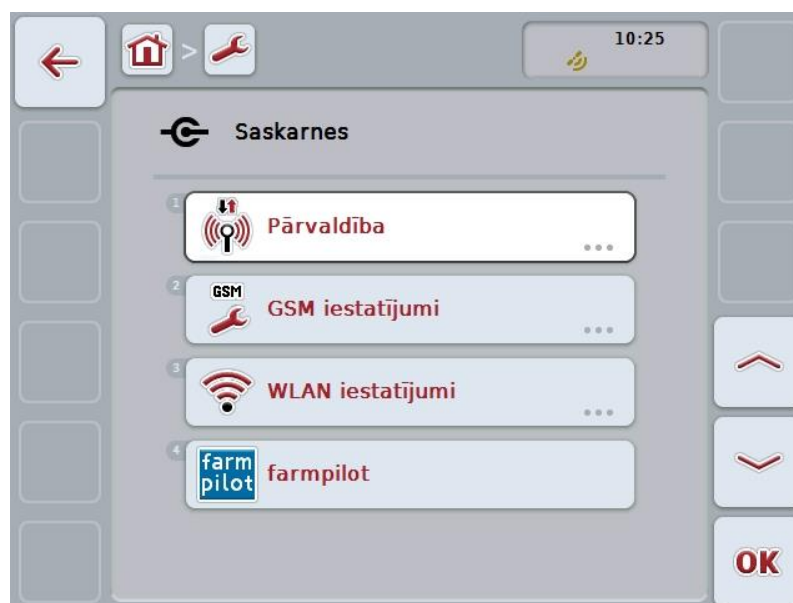 10:25
Saskarnes
1
Pārvaldība
2
GSM
GSM iestatījumi
3
WLAN iestatījumi
4
farm
pilot
farmpilot
OK